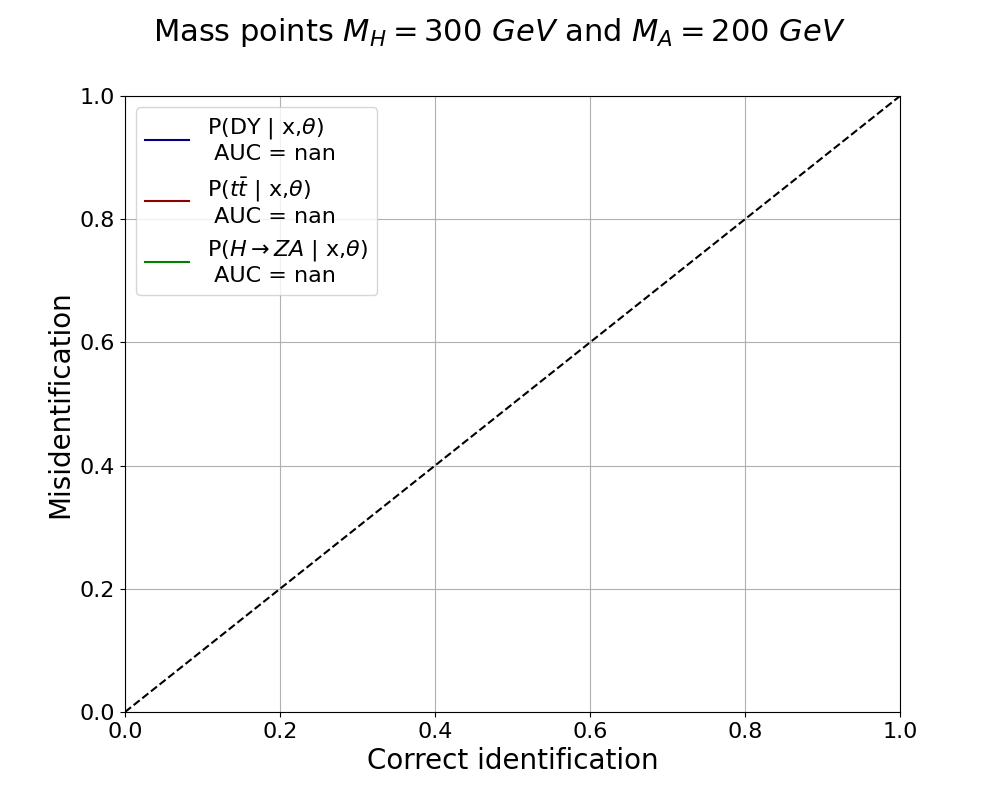 Mass points $M_H = 300\ GeV$ and $M_A = 200\ GeV$
1.0
P(DY | x,θ)
AUC = nan
P($t\bar{t}$ | x,θ)
AUC = nan
P(H→ZA | x,θ)
AUC = nan
0.8
0.6
0.4
0.2
0.0
Misidentification
0.0 0.2 0.4 0.6 0.8 1.0
Correct identification